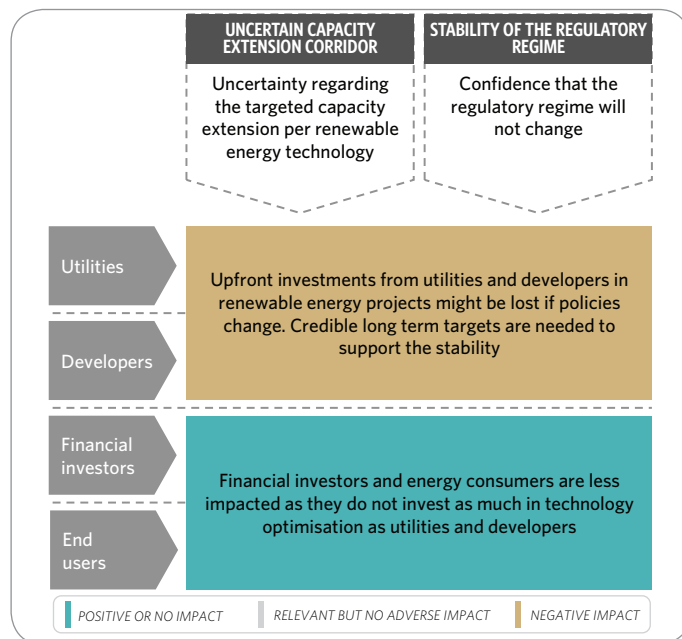 UNCERTAIN CAPACITY
EXTENSION CORRIDOR
STABILITY OF THE REGULATORY
REGIME
Uncertainty regarding
the targeted capacity
extension per renewable
energy technology
Confidence that the
regulatory regime will
not change
Utilities
Developers
Upfront investments from utilities and developers in
renewable energy projects might be lost if policies
change. Credible long term targets are needed to
support the stability
Financial
investors
End
users
Financial investors and energy consumers are less
impacted as they do not invest as much in technology
optimisation as utilities and developers
POSITIVE OR NO IMPACT
RELEVANT BUT NO ADVERSE IMPACT
NEGATIVE IMPACT